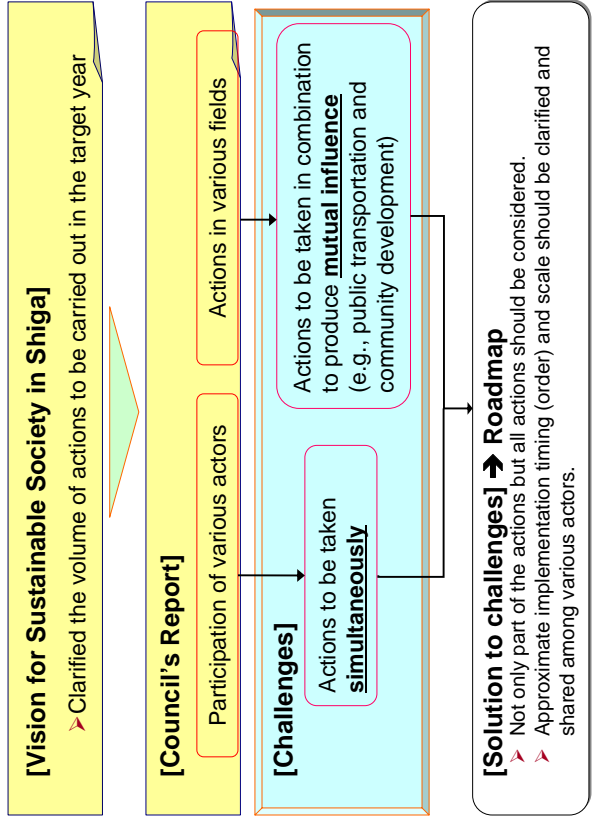 [Vision for Sustainable Society in Shiga]
➢ Clarified the volume of actions to be carried out in the target year
[Council's Report]
Participation of various actors
Actions in various fields
[Challenges]
Actions to be taken
simultaneously
Actions to be taken in combination
to produce mutual influence
(e.g., public transportation and
community development)
[Solution to challenges] ➔ Roadmap
➢ Not only part of the actions but all actions should be considered.
➢ Approximate implementation timing (order) and scale should be clarified and
shared among various actors.